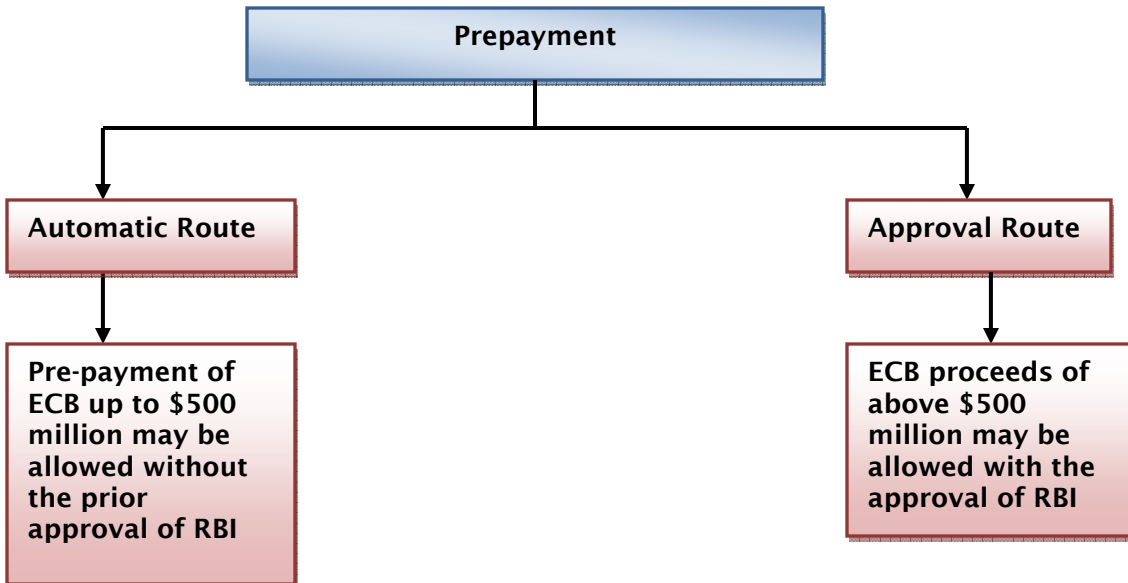 Prepayment
Automatic Route
Approval Route
Pre-payment of
ECB up to $500
million may be
allowed without
the prior
approval of RBI
ECB proceeds of
above $500
million may be
allowed with the
approval of RBI